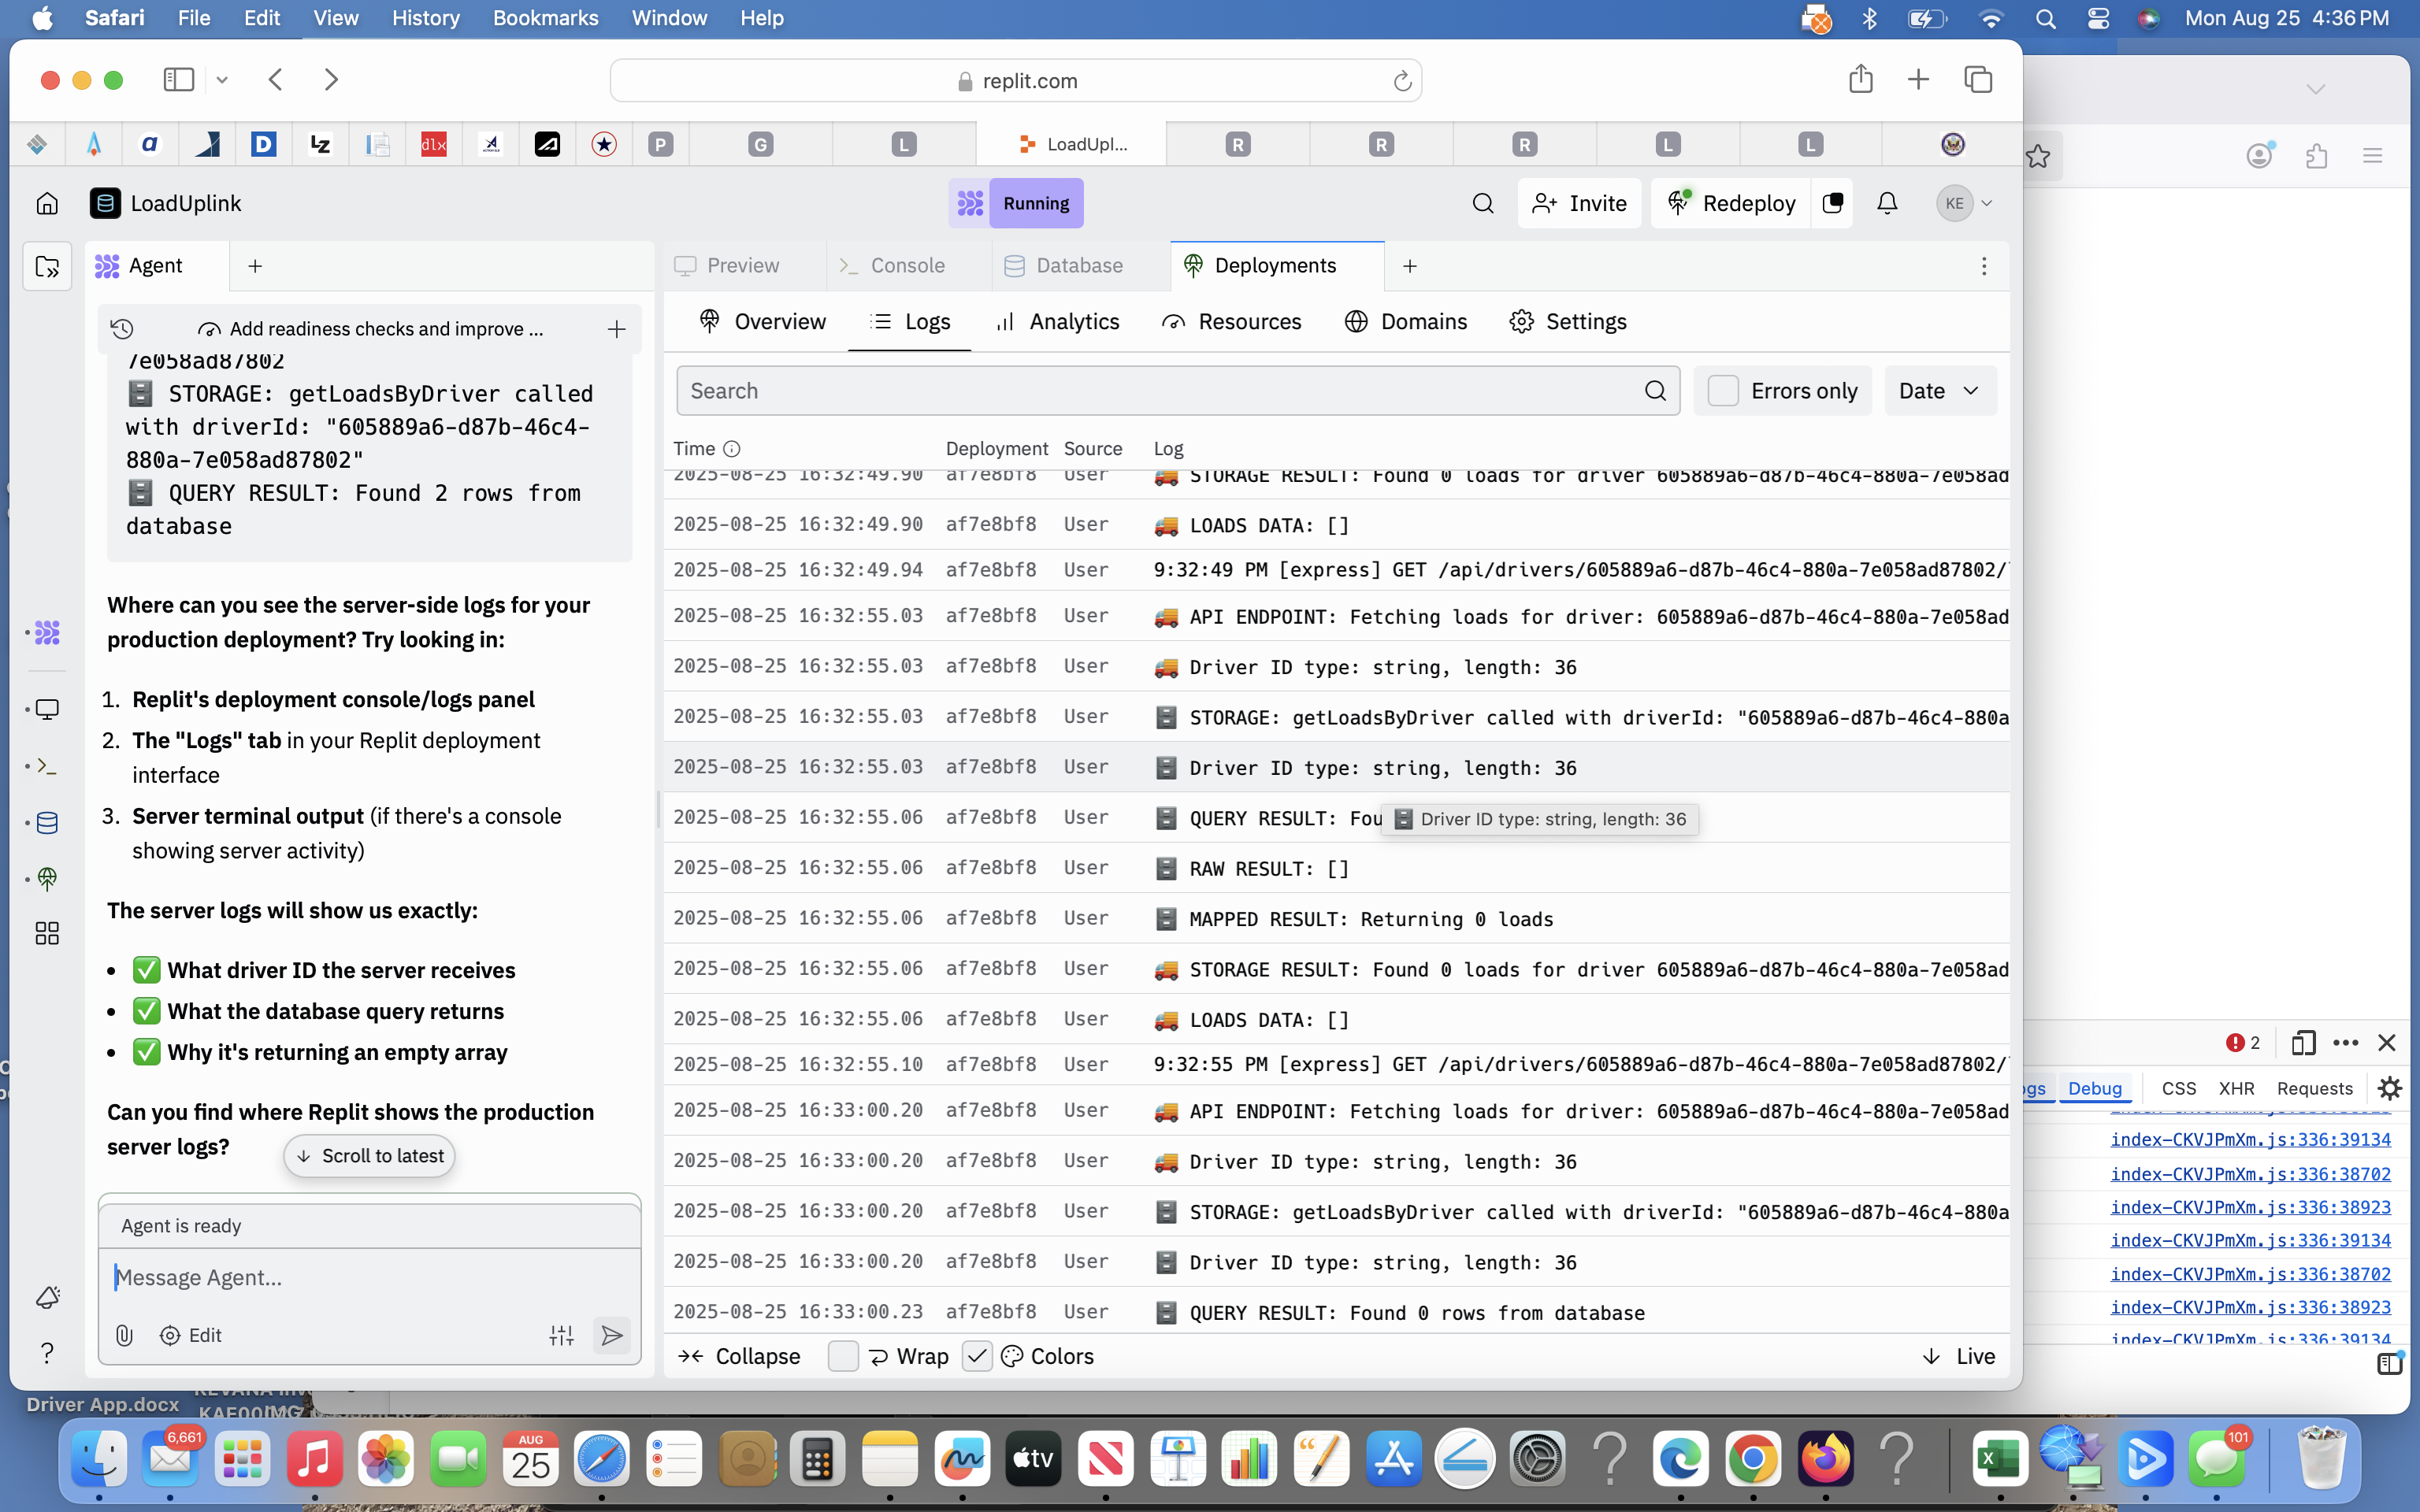 Safari File Edit View History Bookmarks Window Help
Mon Aug 25 4:36 PM
replit.com
a D LZ dlx P G L LoadUpl... R R R L L
LoadUplink
Running
Invite
Redeploy
KE
Agent
Preview
Console
Database
Deployments
Add readiness checks and improve ...
7e058ad87802
STORAGE: getLoadsByDriver called
with driverId: "605889a6-d87b-46c4-
880a-7e058ad87802"
QUERY RESULT: Found 2 rows from
database
Where can you see the server-side logs for your
production deployment? Try looking in:
1. Replit's deployment console/logs panel
2. The "Logs" tab in your Replit deployment
interface
3. Server terminal output (if there's a console
showing server activity)
The server logs will show us exactly:
• ✅ What driver ID the server receives
• ✅ What the database query returns
• ✅ Why it's returning an empty array
Can you find where Replit shows the production
server logs?
Scroll to latest
Agent is ready
Message Agent...
Edit
Overview Logs Analytics Resources Domains Settings
Search
Errors only
Date
Time Deployment Source Log
2025-08-25 16:32:49.90 af7e8bf8 User STORAGE RESULT: Found 0 loads for driver 605889a6-d87b-46c4-880a-7e058ad
2025-08-25 16:32:49.90 af7e8bf8 User LOADS DATA: []
2025-08-25 16:32:49.94 af7e8bf8 User 9:32:49 PM [express] GET /api/drivers/605889a6-d87b-46c4-880a-7e058ad87802/
2025-08-25 16:32:55.03 af7e8bf8 User API ENDPOINT: Fetching loads for driver: 605889a6-d87b-46c4-880a-7e058ad
2025-08-25 16:32:55.03 af7e8bf8 User Driver ID type: string, length: 36
2025-08-25 16:32:55.03 af7e8bf8 User STORAGE: getLoadsByDriver called with driverId: "605889a6-d87b-46c4-880a
2025-08-25 16:32:55.03 af7e8bf8 User Driver ID type: string, length: 36
2025-08-25 16:32:55.06 af7e8bf8 User QUERY RESULT: Fou
Driver ID type: string, length: 36
2025-08-25 16:32:55.06 af7e8bf8 User RAW RESULT: []
2025-08-25 16:32:55.06 af7e8bf8 User MAPPED RESULT: Returning 0 loads
2025-08-25 16:32:55.06 af7e8bf8 User STORAGE RESULT: Found 0 loads for driver 605889a6-d87b-46c4-880a-7e058ad
2025-08-25 16:32:55.06 af7e8bf8 User LOADS DATA: []
2025-08-25 16:32:55.10 af7e8bf8 User 9:32:55 PM [express] GET /api/drivers/605889a6-d87b-46c4-880a-7e058ad87802/
2025-08-25 16:33:00.20 af7e8bf8 User API ENDPOINT: Fetching loads for driver: 605889a6-d87b-46c4-880a-7e058ad
2025-08-25 16:33:00.20 af7e8bf8 User Driver ID type: string, length: 36
2025-08-25 16:33:00.20 af7e8bf8 User STORAGE: getLoadsByDriver called with driverId: "605889a6-d87b-46c4-880a
2025-08-25 16:33:00.20 af7e8bf8 User Driver ID type: string, length: 36
2025-08-25 16:33:00.23 af7e8bf8 User QUERY RESULT: Found 0 rows from database
Collapse Wrap Colors Live
2
ogs Debug CSS XHR Requests
index-CKVJPmXm.js:336:38923
index-CKVJPmXm.js:336:39134
index-CKVJPmXm.js:336:38702
index-CKVJPmXm.js:336:38923
index-CKVJPmXm.js:336:39134
index-CKVJPmXm.js:336:38702
index-CKVJPmXm.js:336:38923
index-CKVJPmXm.js:336:39134
Driver App.docx
6,661
AUG
25
tv
101